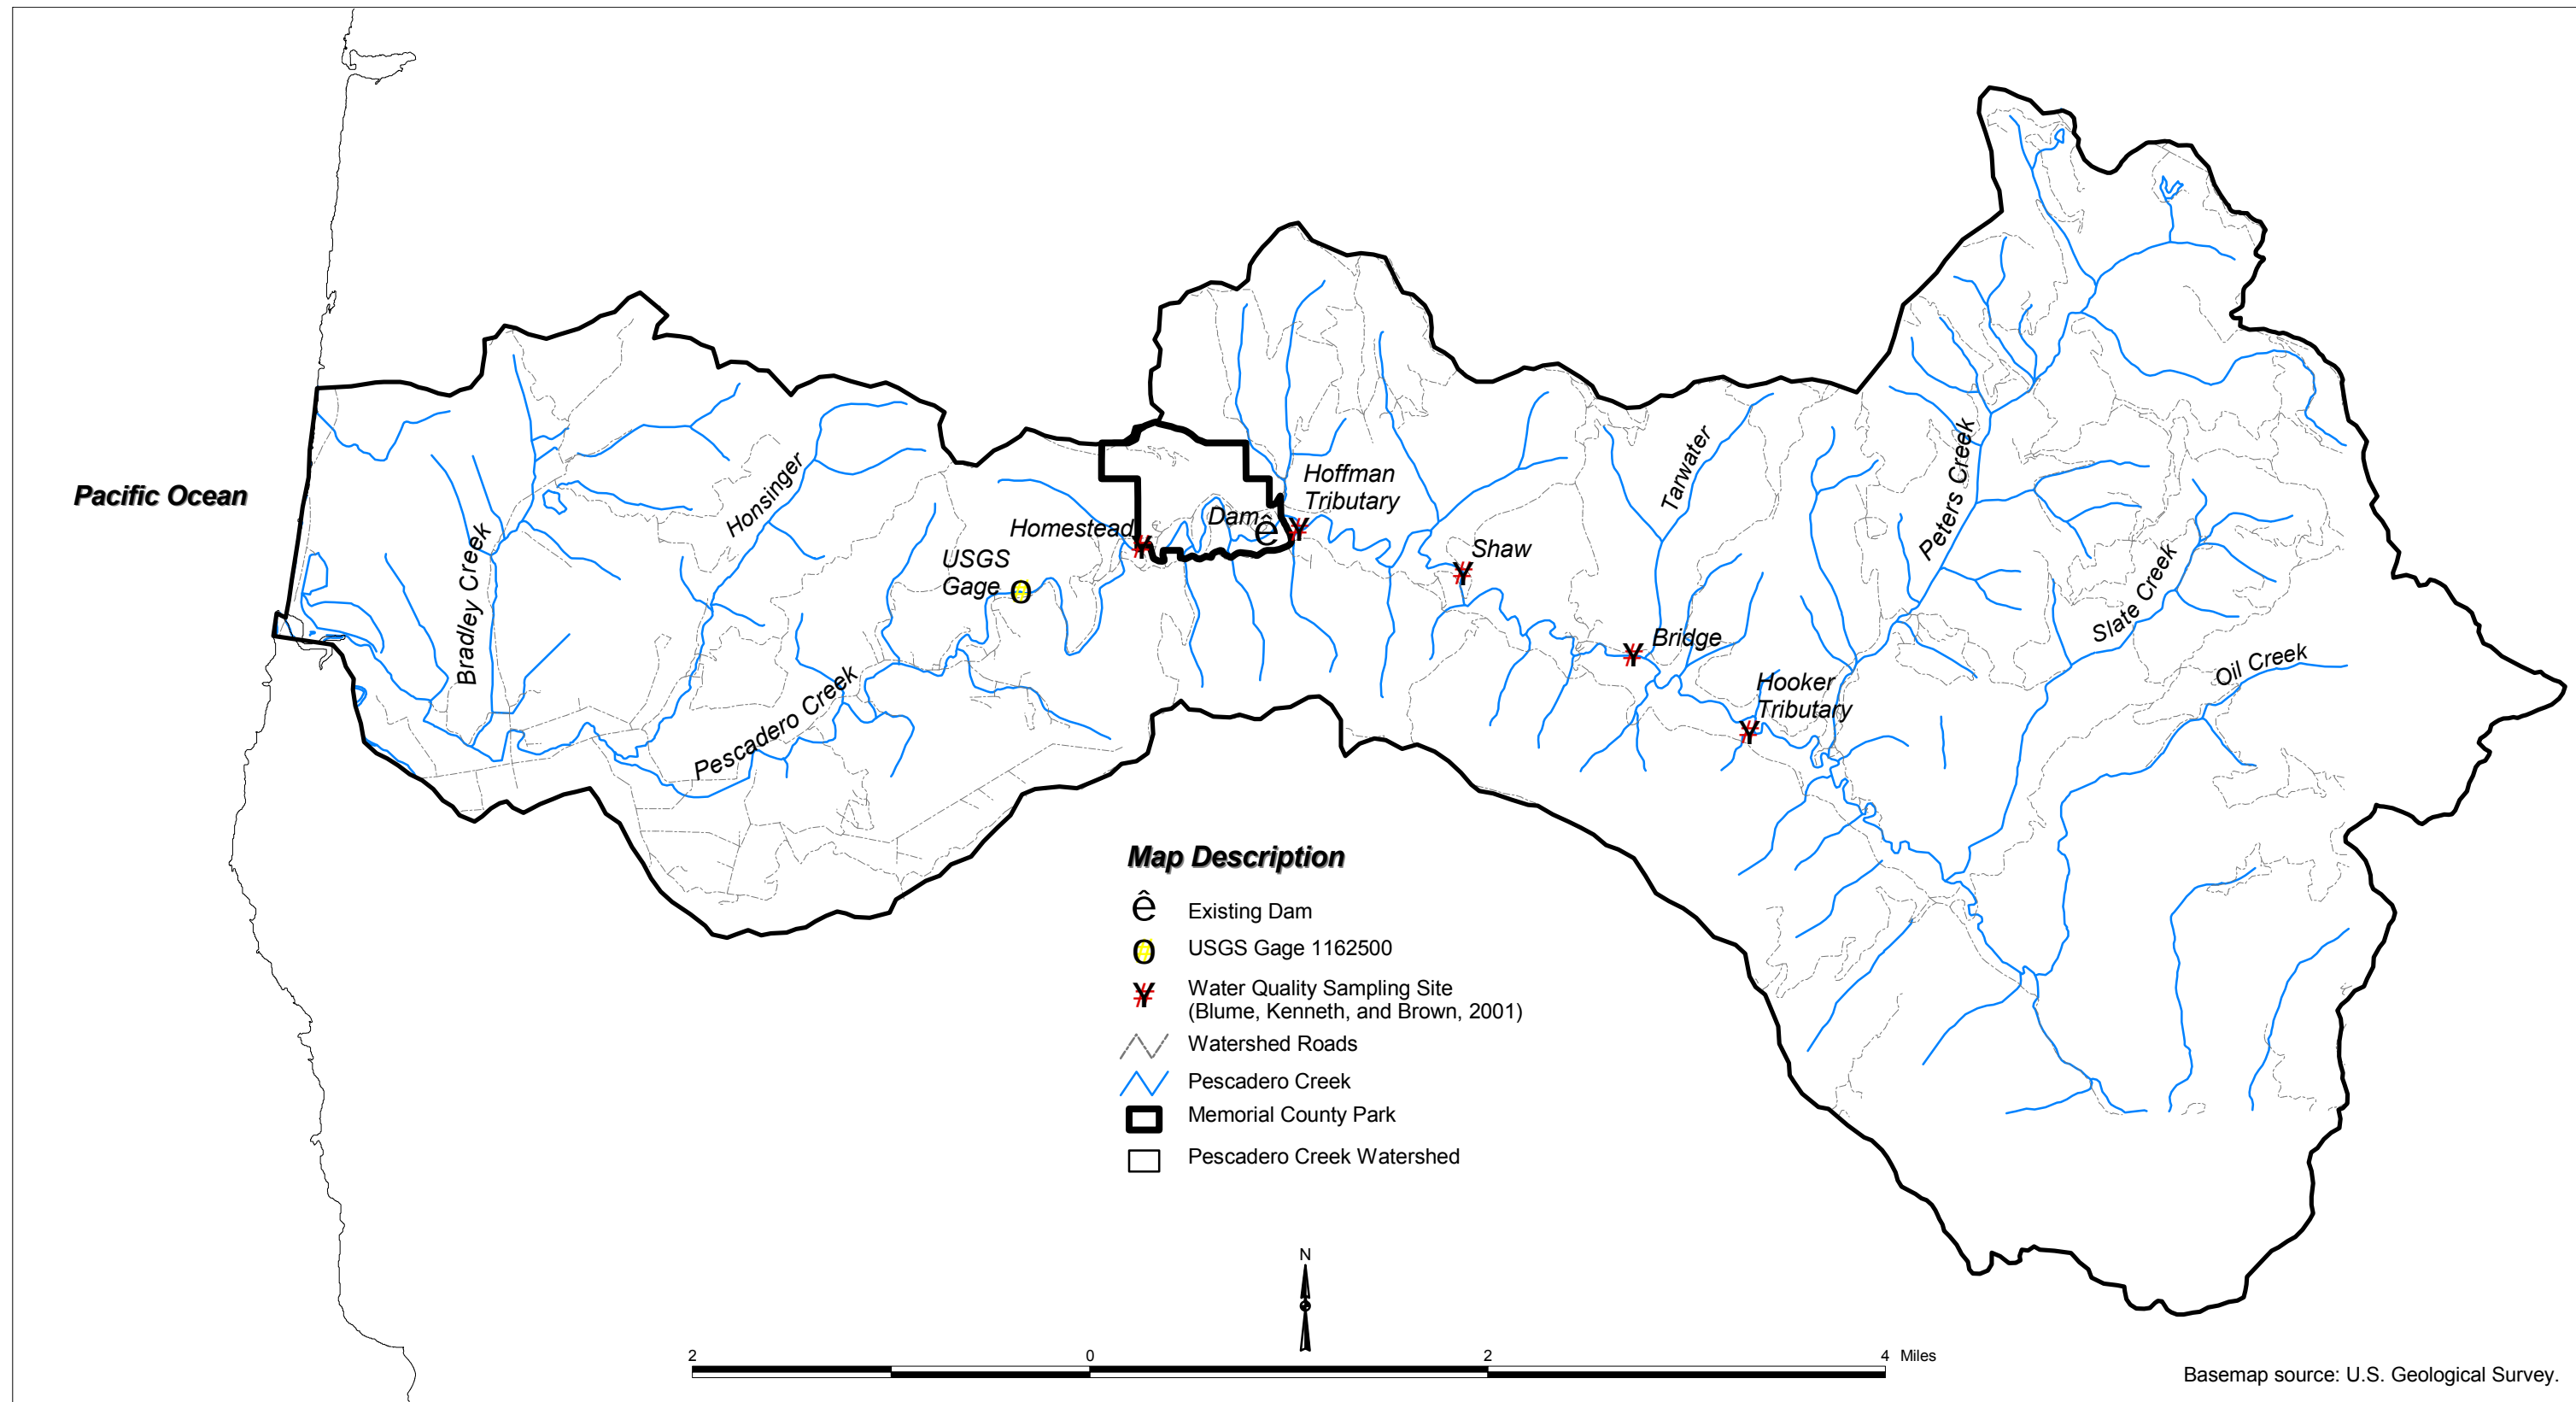 Pacific Ocean
Bradley Creek
Honsinger
Pescadero Creek
USGS
Gage
Homestead
Dam
Hoffman
Tributary
Shaw
Tarwater
Bridge
Hooker
Tributary
Peters Creek
Slate Creek
Oil Creek
Map Description
ê Existing Dam
USGS Gage 1162500
Water Quality Sampling Site
(Blume, Kenneth, and Brown, 2001)
Watershed Roads
Pescadero Creek
Memorial County Park
Pescadero Creek Watershed
N
2 0 2 4 Miles
Basemap source: U.S. Geological Survey.